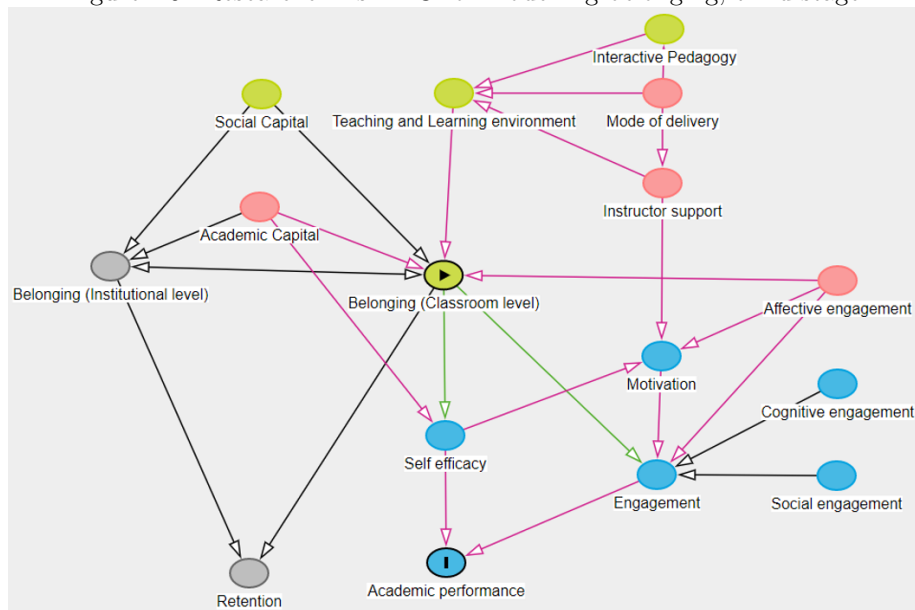 Interactive Pedagogy
Social Capital
Teaching and Learning environment
Mode of delivery
Instructor support
Academic Capital
Belonging (Institutional level)
Belonging (Classroom level)
Affective engagement
Motivation
Cognitive engagement
Self efficacy
Engagement
Social engagement
Academic performance
Retention